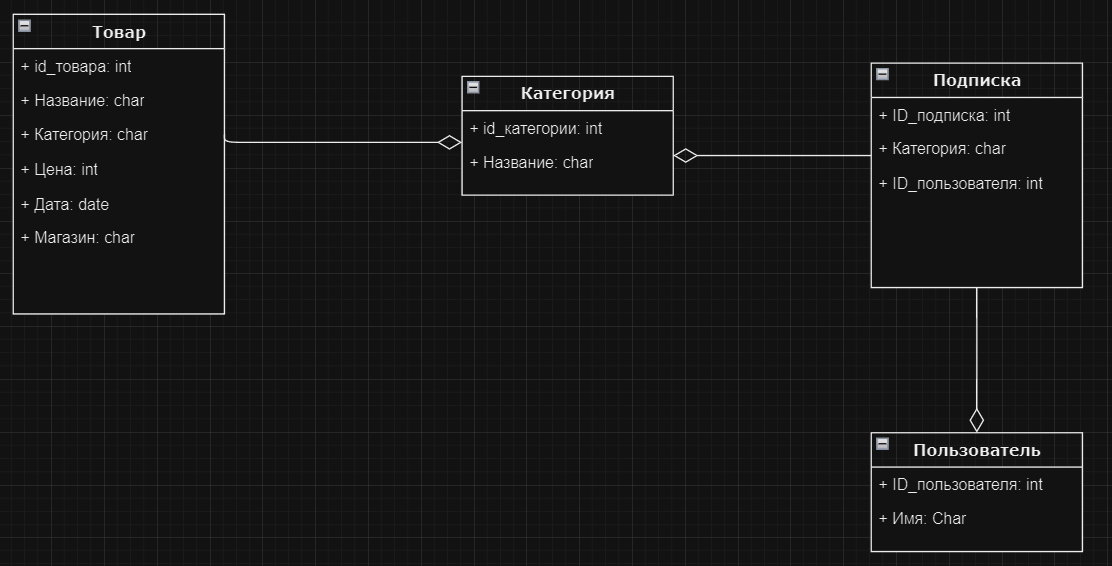 Товар
+ id_товара: int
+ Название: char
+ Категория: char
+ Цена: int
+ Дата: date
+ Магазин: char
Категория
+ id_категории: int
+ Название: char
Подписка
+ ID_подписка: int
+ Категория: char
+ ID_пользователя: int
Пользователь
+ ID_пользователя: int
+ Имя: Char